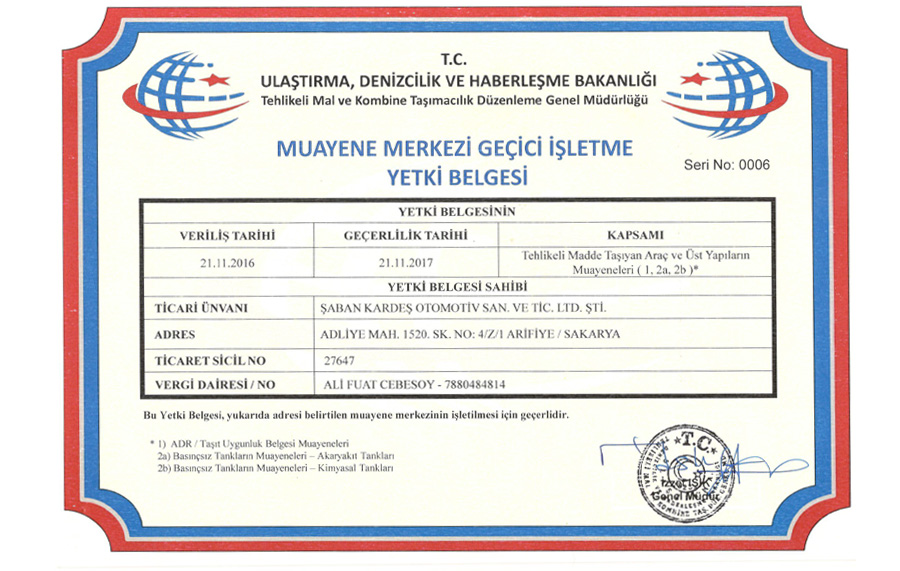 T.C.
ULAŞTIRMA, DENİZCİLİK VE HABERLEŞME BAKANLIĞI
Tehlikeli Mal ve Kombine Taşımacılık Düzenleme Genel Müdürlüğü
MUAYENE MERKEZİ GEÇİCİ İŞLETME
YETKİ BELGESİ
Seri No: 0006
YETKİ BELGESİNİN
VERİLİŞ TARİHİ GEÇERLİLİK TARİHİ KAPSAMI
21.11.2016 21.11.2017 Tehlikeli Madde Taşıyan Araç ve Üst Yapıların
Muayeneleri ( 1, 2a, 2b )*
YETKİ BELGESİ SAHİBİ
TİCARİ ÜNVANI ŞABAN KARDEŞ OTOMOTİV SAN. VE TİC. LTD. ŞTİ.
ADRES ADLİYE MAH. 1520. SK. NO: 4/Z/1 ARİFİYE / SAKARYA
TİCARET SİCİL NO 27647
VERGİ DAİRESİ / NO ALİ FUAT CEBESOY - 7880484814
Bu Yetki Belgesi, yukarıda adresi belirtilen muayene merkezinin işletilmesi için geçerlidir.
* 1) ADR / Taşıt Uygunluk Belgesi Muayeneleri
2a) Basınçsız Tankların Muayeneleri – Akaryakıt Tankları
2b) Basınçsız Tankların Muayeneleri – Kimyasal Tankları
T.C.
İzzet IŞIK
Genel Müdür